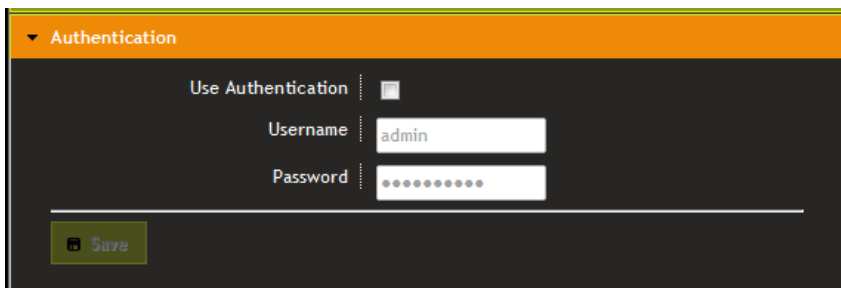 Authentication
Use Authentication
Username
admin
Password
••••••••••
Save